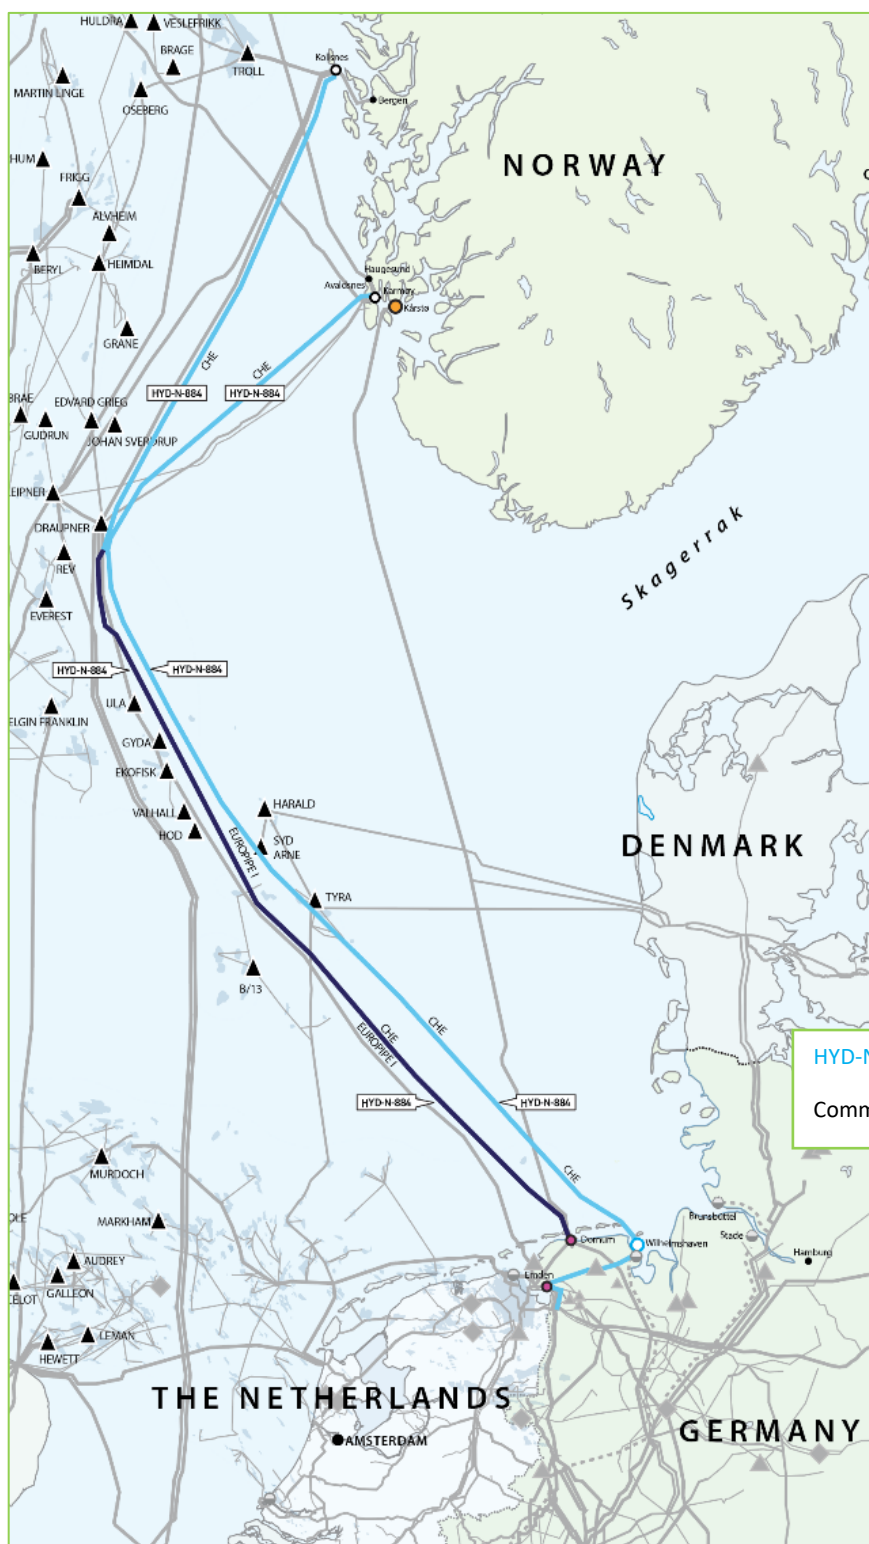 HULDRA
VESLEFRIKK
BRAGE
TROLL
Kollsnes
MARTIN LINGE
OSEBERG
Bergen
NORWAY
HUM
FRIGG
ALVHEIM
BERYL
HEIMDAL
Haugesund
Avaldsnes
Karmøy
Kårstø
GRANE
CHE
CHE
HYD-N-884
HYD-N-884
BRAE
EDVARD GRIEG
GUDRUN
JOHAN SVERDRUP
EIPNER
DRAUPNER
Skagerrak
REV
EVEREST
HYD-N-884
HYD-N-884
ULA
ELGIN FRANKLIN
GYDA
EKOFISK
HARALD
VALHALL
HOD
EUROPIPE I
SYD
ARNE
DENMARK
TYRA
B/13
CHE
EUROPIPE I
CHE
HYD-N
Comm
HYD-N-884
HYD-N-884
MURDOCH
CHE
OLE
MARKHAM
Brunsbüttel
Stade
Dornum
Wilhelmshaven
Hamburg
AUDREY
Emden
GALLEON
CELOT
LEMAN
HEWETT
THE NETHERLANDS
GERMANY
AMSTERDAM